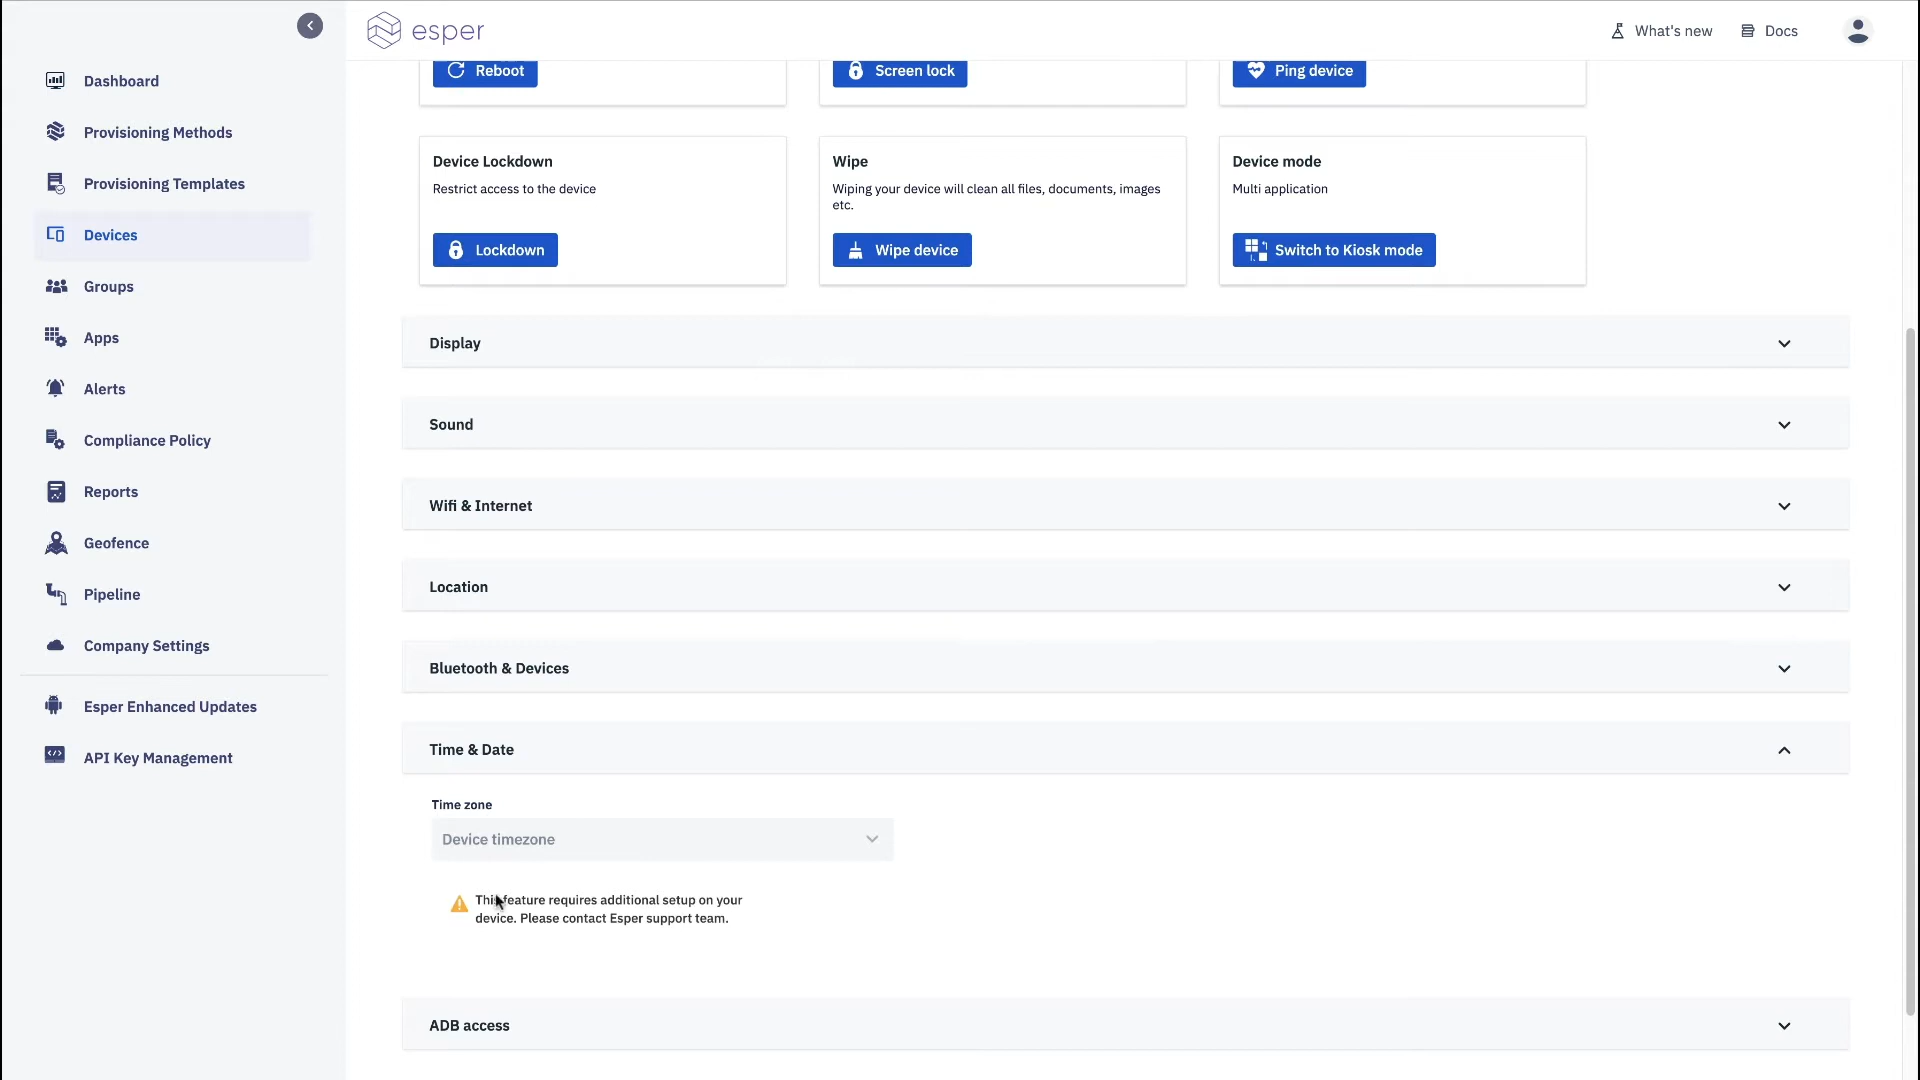 esper
What's new
Docs
Dashboard
Provisioning Methods
Provisioning Templates
Devices
Groups
Apps
Alerts
Compliance Policy
Reports
Geofence
Pipeline
Company Settings
Esper Enhanced Updates
API Key Management
Reboot
Screen lock
Ping device
Device Lockdown
Restrict access to the device
Lockdown
Wipe
Wiping your device will clean all files, documents, images
etc.
Wipe device
Device mode
Multi application
Switch to Kiosk mode
Display
Sound
Wifi & Internet
Location
Bluetooth & Devices
Time & Date
Time zone
Device timezone
This feature requires additional setup on your
device. Please contact Esper support team.
ADB access